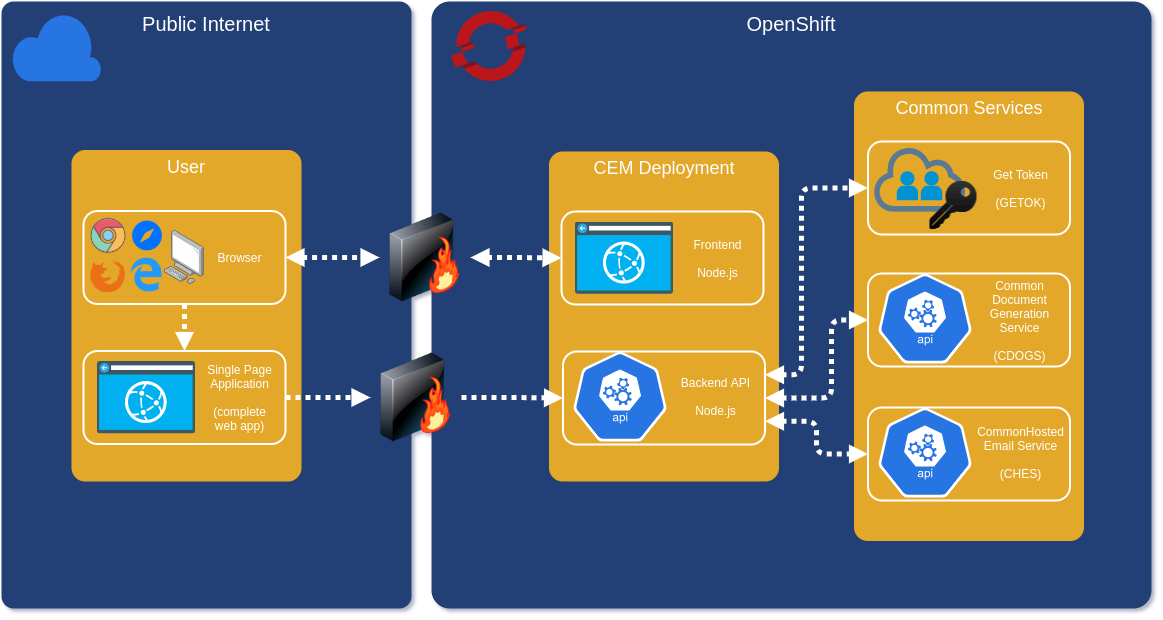 Public Internet
User
Browser
Single Page
Application
(complete
web app)
OpenShift
CEM Deployment
Frontend
Node.js
api
Backend API
Node.js
Common Services
Get Token
(GETOK)
api
Common
Document
Generation
Service
(CDOGS)
api
CommonHosted
Email Service
(CHES)